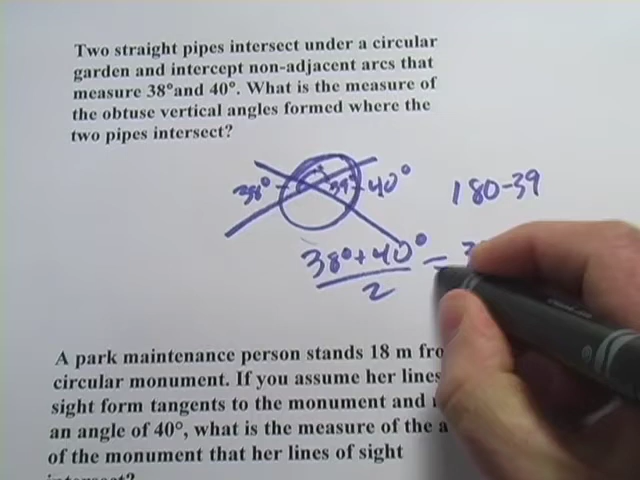 Two straight pipes intersect under a circular
garden and intercept non-adjacent arcs that
measure 38°and 40°. What is the measure of
the obtuse vertical angles formed where the
two pipes intersect?
38° 39° 40° 180-39
38°+40° =
2
A park maintenance person stands 18 m
circular monument. If you assume her lines
sight form tangents to the monument and
an angle of 40°, what is the measure of the
of the monument that her lines of sight